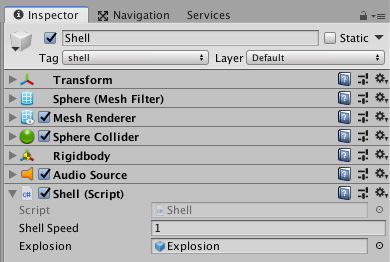 Inspector Navigation Services
Shell Static
Tag shell Layer Default
Transform
Sphere (Mesh Filter)
Mesh Renderer
Sphere Collider
Rigidbody
Audio Source
C# Shell (Script)
Script Shell
Shell Speed 1
Explosion Explosion